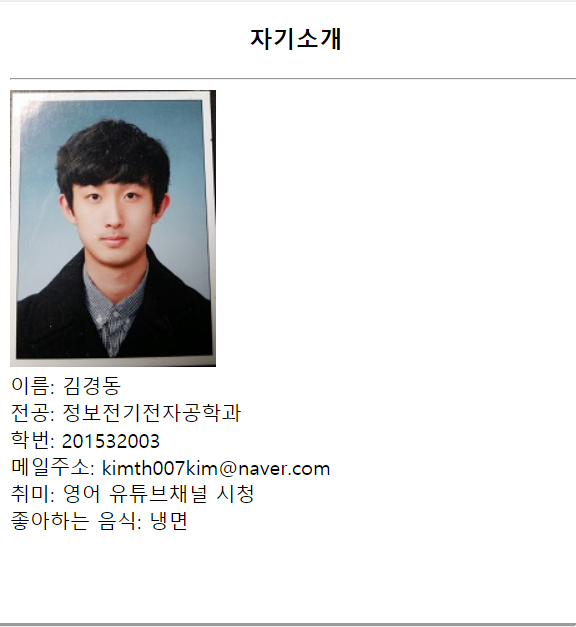 자기소개
이름: 김경동
전공: 정보전기전자공학과
학번: 201532003
메일주소: kimth007kim@naver.com
취미: 영어 유튜브채널 시청
좋아하는 음식: 냉면